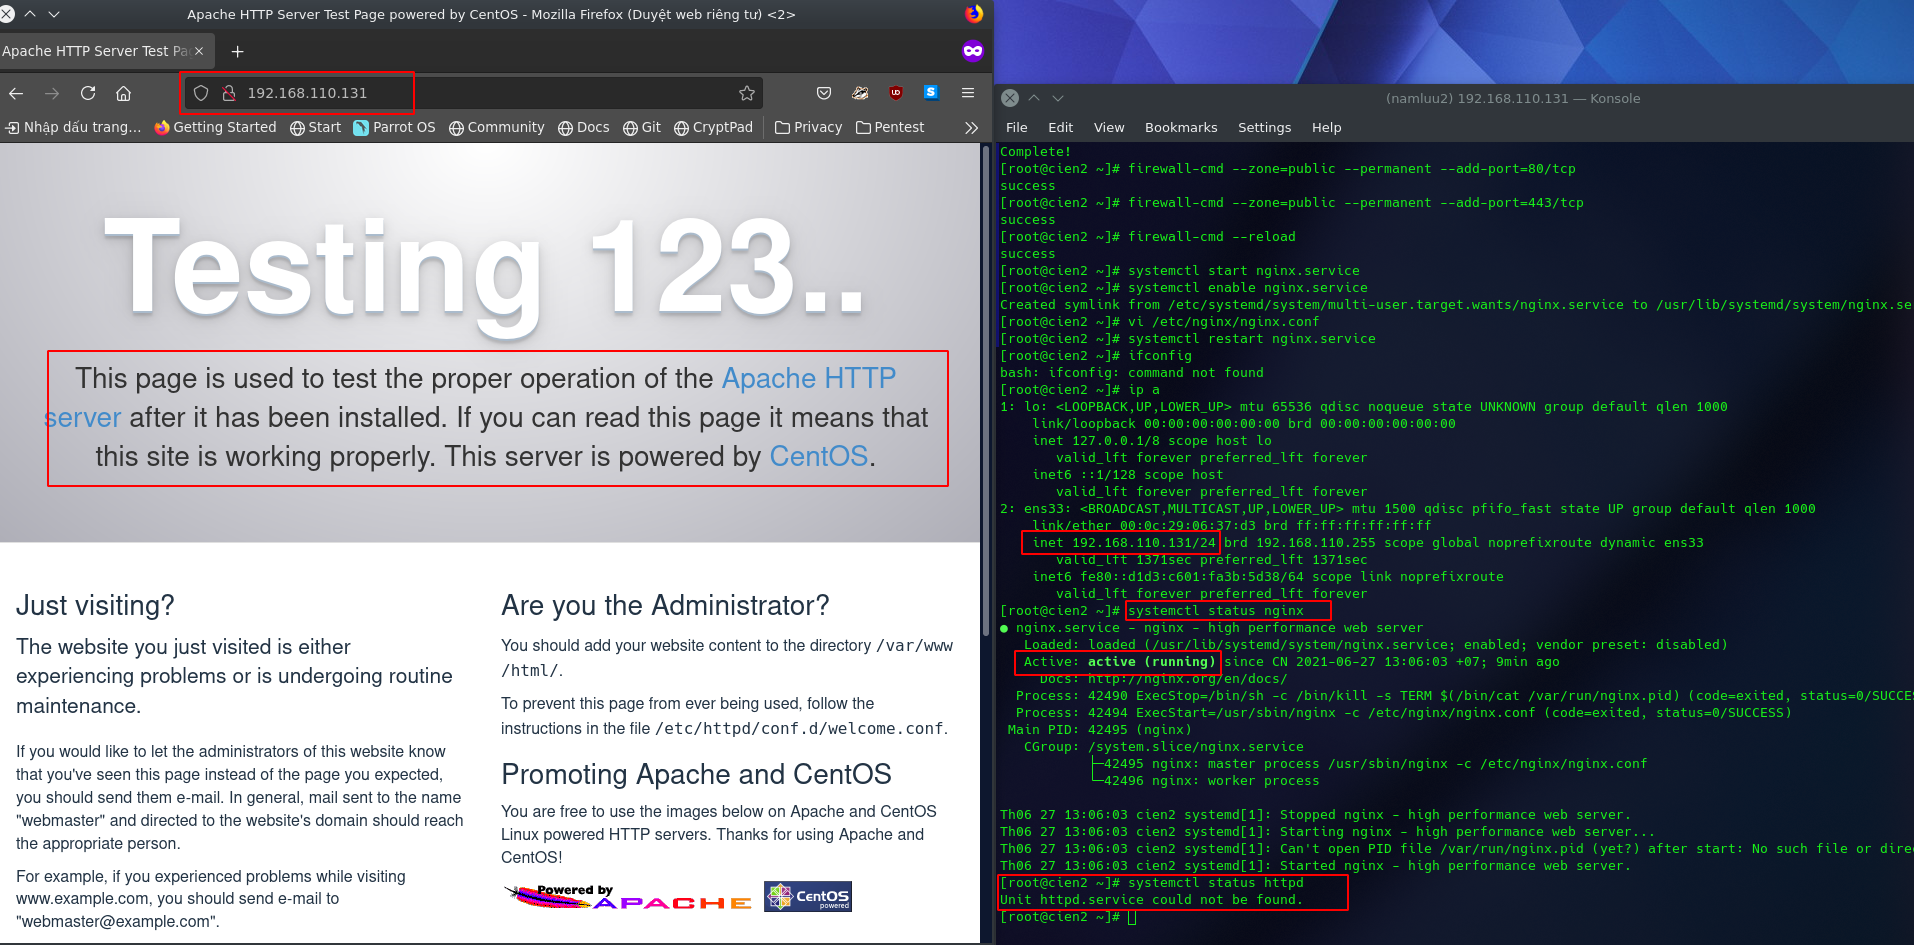 Apache HTTP Server Test Page powered by CentOS - Mozilla Firefox (Duyệt web riêng tư) <2>
Apache HTTP Server Test Pa
192.168.110.131
Nhập dấu trang... Getting Started Start Parrot OS Community Docs Git CryptPad Privacy Pentest
Testing 123..
This page is used to test the proper operation of the Apache HTTP
server after it has been installed. If you can read this page it means that
this site is working properly. This server is powered by CentOS.
Just visiting?
The website you just visited is either
experiencing problems or is undergoing routine
maintenance.
If you would like to let the administrators of this website know
that you've seen this page instead of the page you expected,
you should send them e-mail. In general, mail sent to the name
"webmaster" and directed to the website's domain should reach
the appropriate person.
For example, if you experienced problems while visiting
www.example.com, you should send e-mail to
"webmaster@example.com".
Are you the Administrator?
You should add your website content to the directory /var/www
/html/.
To prevent this page from ever being used, follow the
instructions in the file /etc/httpd/conf.d/welcome.conf.
Promoting Apache and CentOS
You are free to use the images below on Apache and CentOS
Linux powered HTTP servers. Thanks for using Apache and
CentOS!
Powered by
APACHE
CentOS
powered
(namluu2) 192.168.110.131 — Konsole
File Edit View Bookmarks Settings Help
Complete!
[root@cien2 ~]# firewall-cmd --zone=public --permanent --add-port=80/tcp
success
[root@cien2 ~]# firewall-cmd --zone=public --permanent --add-port=443/tcp
success
[root@cien2 ~]# firewall-cmd --reload
success
[root@cien2 ~]# systemctl start nginx.service
[root@cien2 ~]# systemctl enable nginx.service
Created symlink from /etc/systemd/system/multi-user.target.wants/nginx.service to /usr/lib/systemd/system/nginx.se
[root@cien2 ~]# vi /etc/nginx/nginx.conf
[root@cien2 ~]# systemctl restart nginx.service
[root@cien2 ~]# ifconfig
bash: ifconfig: command not found
[root@cien2 ~]# ip a
1: lo: <LOOPBACK,UP,LOWER_UP> mtu 65536 qdisc noqueue state UNKNOWN group default qlen 1000
link/loopback 00:00:00:00:00:00 brd 00:00:00:00:00:00
inet 127.0.0.1/8 scope host lo
valid_lft forever preferred_lft forever
inet6 ::1/128 scope host
valid_lft forever preferred_lft forever
2: ens33: <BROADCAST,MULTICAST,UP,LOWER_UP> mtu 1500 qdisc pfifo_fast state UP group default qlen 1000
link/ether 00:0c:29:06:37:d3 brd ff:ff:ff:ff:ff:ff
inet 192.168.110.131/24 brd 192.168.110.255 scope global noprefixroute dynamic ens33
valid_lft 1371sec preferred_lft 1371sec
inet6 fe80::d1d3:c601:fa3b:5d38/64 scope link noprefixroute
valid_lft forever preferred_lft forever
[root@cien2 ~]# systemctl status nginx
● nginx.service - nginx - high performance web server
Loaded: loaded (/usr/lib/systemd/system/nginx.service; enabled; vendor preset: disabled)
Active: active (running) since CN 2021-06-27 13:06:03 +07; 9min ago
Docs: http://nginx.org/en/docs/
Process: 42490 ExecStop=/bin/sh -c /bin/kill -s TERM $(/bin/cat /var/run/nginx.pid) (code=exited, status=0/SUCCES
Process: 42494 ExecStart=/usr/sbin/nginx -c /etc/nginx/nginx.conf (code=exited, status=0/SUCCESS)
Main PID: 42495 (nginx)
CGroup: /system.slice/nginx.service
├─42495 nginx: master process /usr/sbin/nginx -c /etc/nginx/nginx.conf
└─42496 nginx: worker process
Th06 27 13:06:03 cien2 systemd[1]: Stopped nginx - high performance web server.
Th06 27 13:06:03 cien2 systemd[1]: Starting nginx - high performance web server...
Th06 27 13:06:03 cien2 systemd[1]: Can't open PID file /var/run/nginx.pid (yet?) after start: No such file or dire
Th06 27 13:06:03 cien2 systemd[1]: Started nginx - high performance web server.
[root@cien2 ~]# systemctl status httpd
Unit httpd.service could not be found.
[root@cien2 ~]#